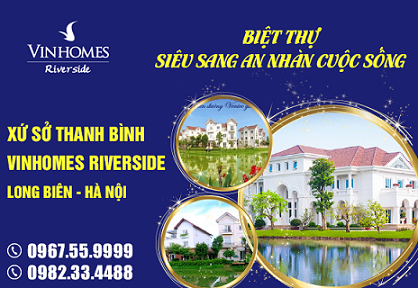 VINHOMES
Riverside
BIỆT THỰ
SIÊU SANG AN NHÀN CUỘC SỐNG
XỨ SỞ THANH BÌNH
VINHOMES RIVERSIDE
LONG BIÊN - HÀ NỘI
0967.55.9999
0982.33.4488